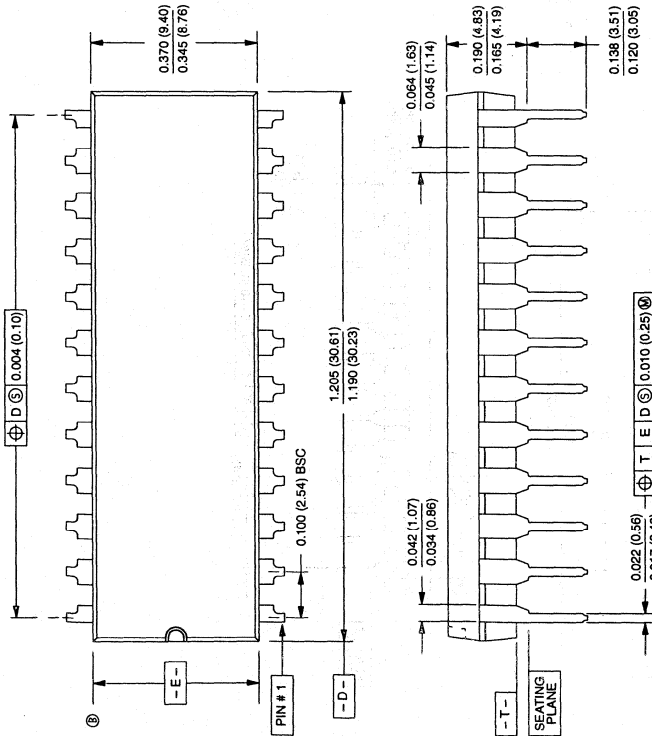 ⌖ D Ⓢ 0.004 (0.10)
Ⓑ
- E -
0.370 (9.40)
0.345 (8.76)
PIN # 1
0.100 (2.54) BSC
1.205 (30.61)
1.190 (30.23)
- D -
0.064 (1.63)
0.045 (1.14)
0.190 (4.83)
0.165 (4.19)
0.138 (3.51)
0.120 (3.05)
0.042 (1.07)
0.034 (0.86)
- T -
SEATING
PLANE
0.022 (0.56)
⌖ T E D Ⓢ 0.010 (0.25) Ⓜ